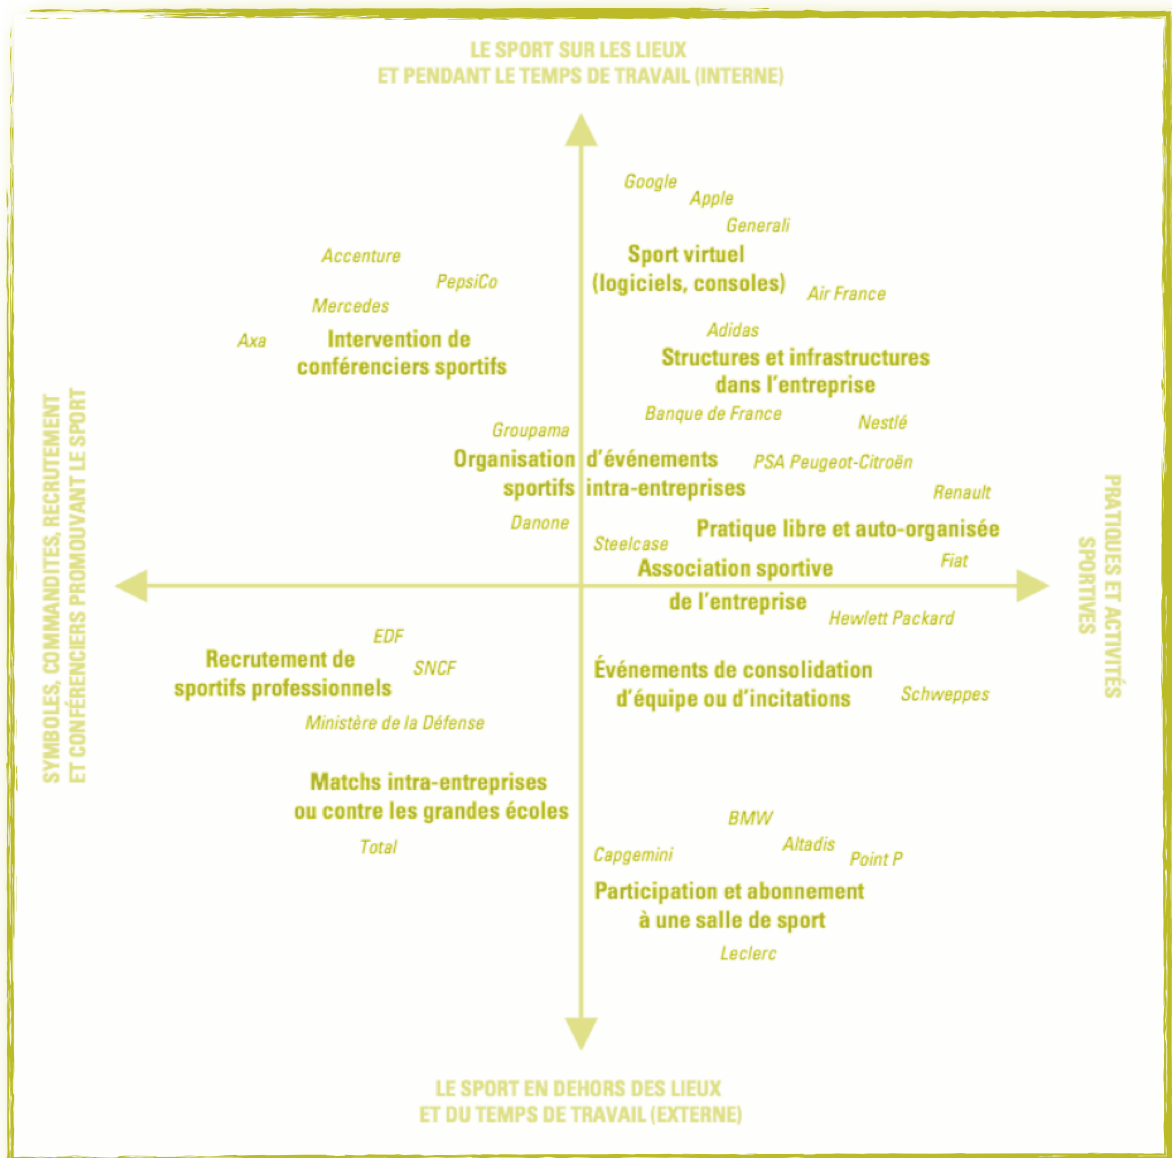 LE SPORT SUR LES LIEUX
ET PENDANT LE TEMPS DE TRAVAIL (INTERNE)
Google
Apple
Generali
Sport virtuel
(logiciels, consoles)
Air France
Accenture
PepsiCo
Mercedes
Axa
Intervention de
conférenciers sportifs
Adidas
Structures et infrastructures
dans l'entreprise
Banque de France
Nestlé
Groupama
Organisation d'événements
sportifs intra-entreprises
PSA Peugeot-Citroën
Renault
Danone
Steelcase
Pratique libre et auto-organisée
Fiat
Association sportive
de l'entreprise
Hewlett Packard
SYMBOLES, COMMANDITES, RECRUTEMENT
ET CONFÉRENCIERS PROMOUVANT LE SPORT
PRATIQUES ET ACTIVITÉS
SPORTIVES
EDF
Recrutement de
sportifs professionnels
SNCF
Ministère de la Défense
Événements de consolidation
d'équipe ou d'incitations
Schweppes
Matchs intra-entreprises
ou contre les grandes écoles
Total
BMW
Altadis
Capgemini
Point P
Participation et abonnement
à une salle de sport
Leclerc
LE SPORT EN DEHORS DES LIEUX
ET DU TEMPS DE TRAVAIL (EXTERNE)